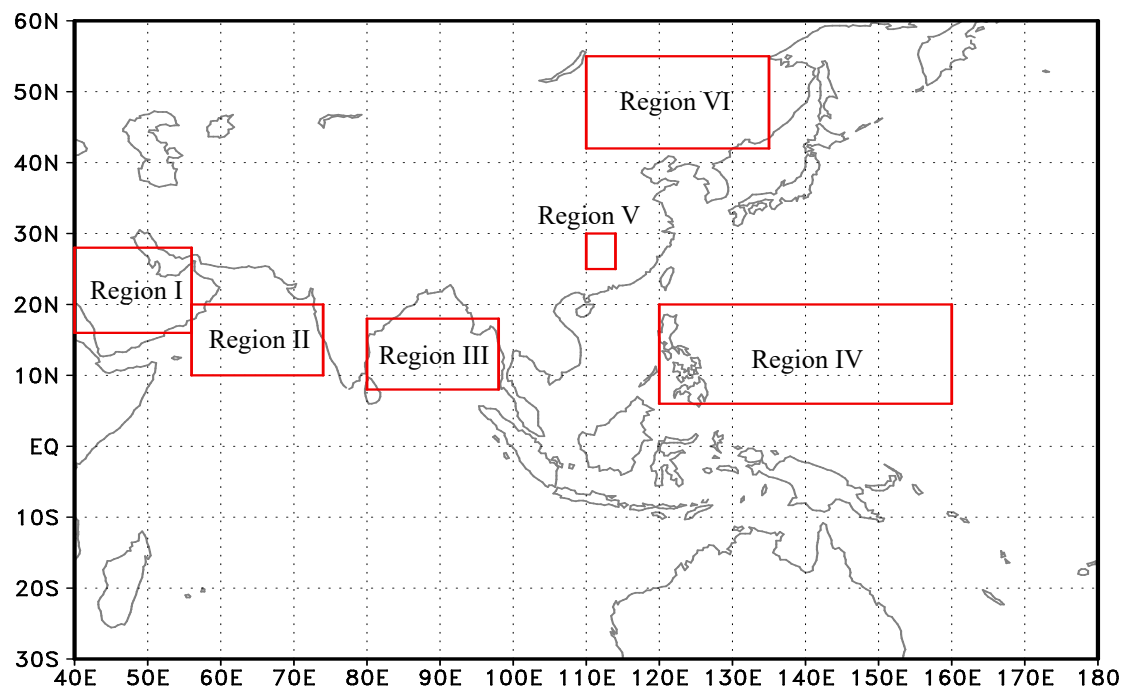 60N
50N
Region VI
40N
Region V
30N
Region I
20N
Region II
Region III
Region IV
10N
EQ
10S
20S
30S
40E 50E 60E 70E 80E 90E 100E 110E 120E 130E 140E 150E 160E 170E 180